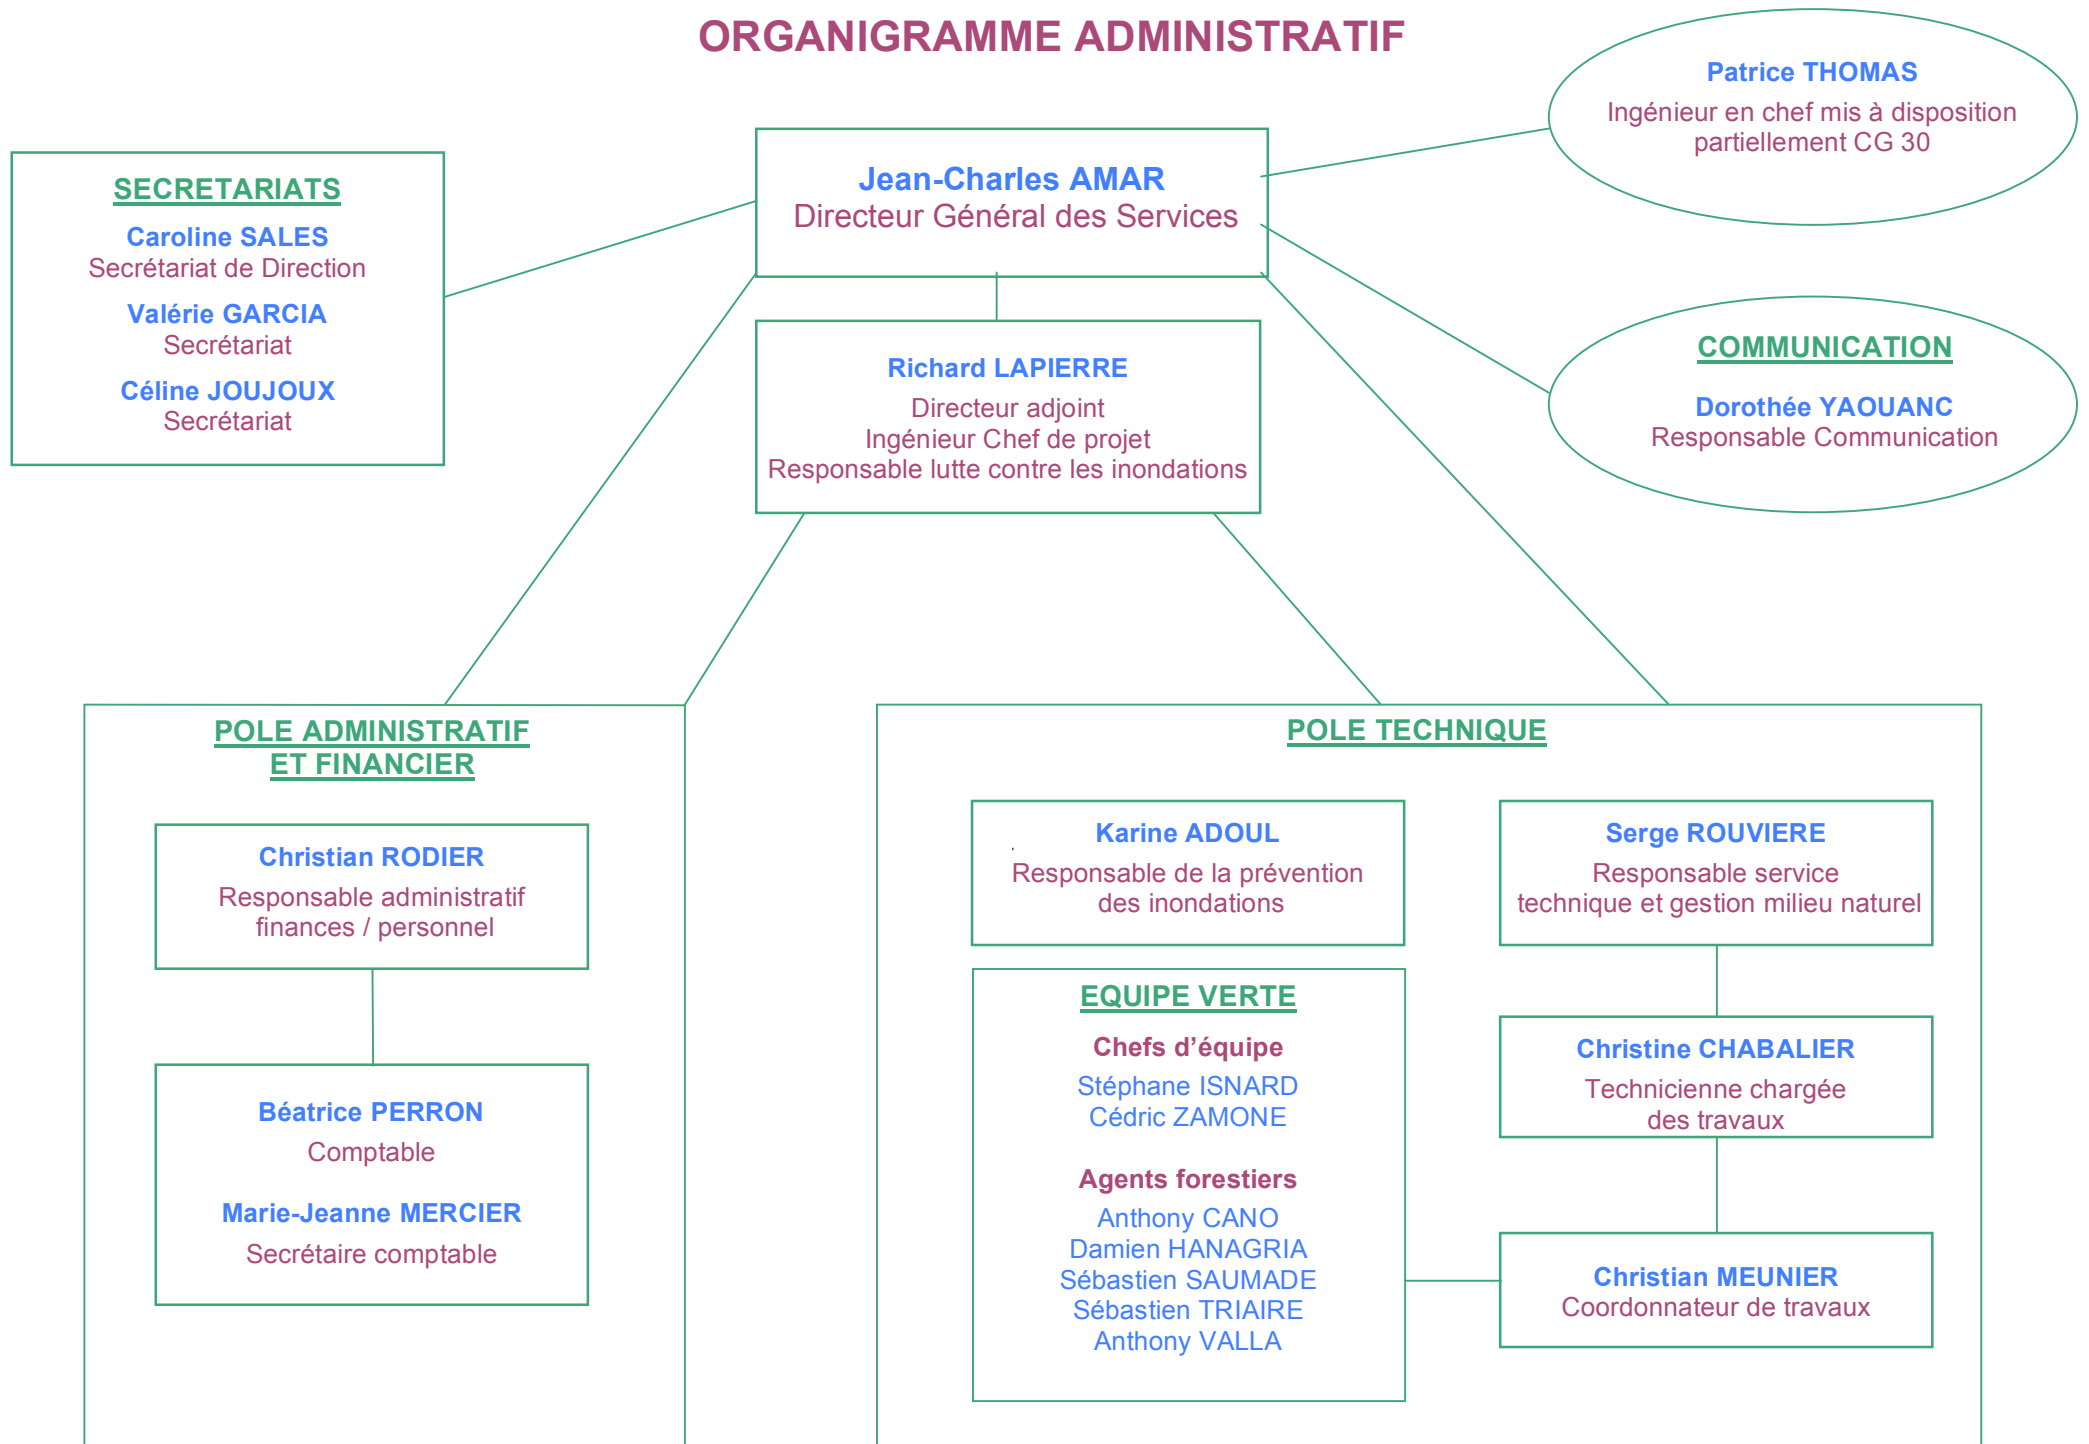 ORGANIGRAMME ADMINISTRATIF
Patrice THOMAS
Ingénieur en chef mis à disposition
partiellement CG 30
Jean-Charles AMAR
Directeur Général des Services
SECRETARIATS
Caroline SALES
Secrétariat de Direction
Valérie GARCIA
Secrétariat
Céline JOUJOUX
Secrétariat
Richard LAPIERRE
Directeur adjoint
Ingénieur Chef de projet
Responsable lutte contre les inondations
COMMUNICATION
Dorothée YAOUANC
Responsable Communication
POLE ADMINISTRATIF
ET FINANCIER
Christian RODIER
Responsable administratif
finances / personnel
Béatrice PERRON
Comptable
Marie-Jeanne MERCIER
Secrétaire comptable
POLE TECHNIQUE
Karine ADOUL
Responsable de la prévention
des inondations
EQUIPE VERTE
Chefs d’équipe
Stéphane ISNARD
Cédric ZAMONE
Agents forestiers
Anthony CANO
Damien HANAGRIA
Sébastien SAUMADE
Sébastien TRIAIRE
Anthony VALLA
Serge ROUVIERE
Responsable service
technique et gestion milieu naturel
Christine CHABALIER
Technicienne chargée
des travaux
Christian MEUNIER
Coordonnateur de travaux